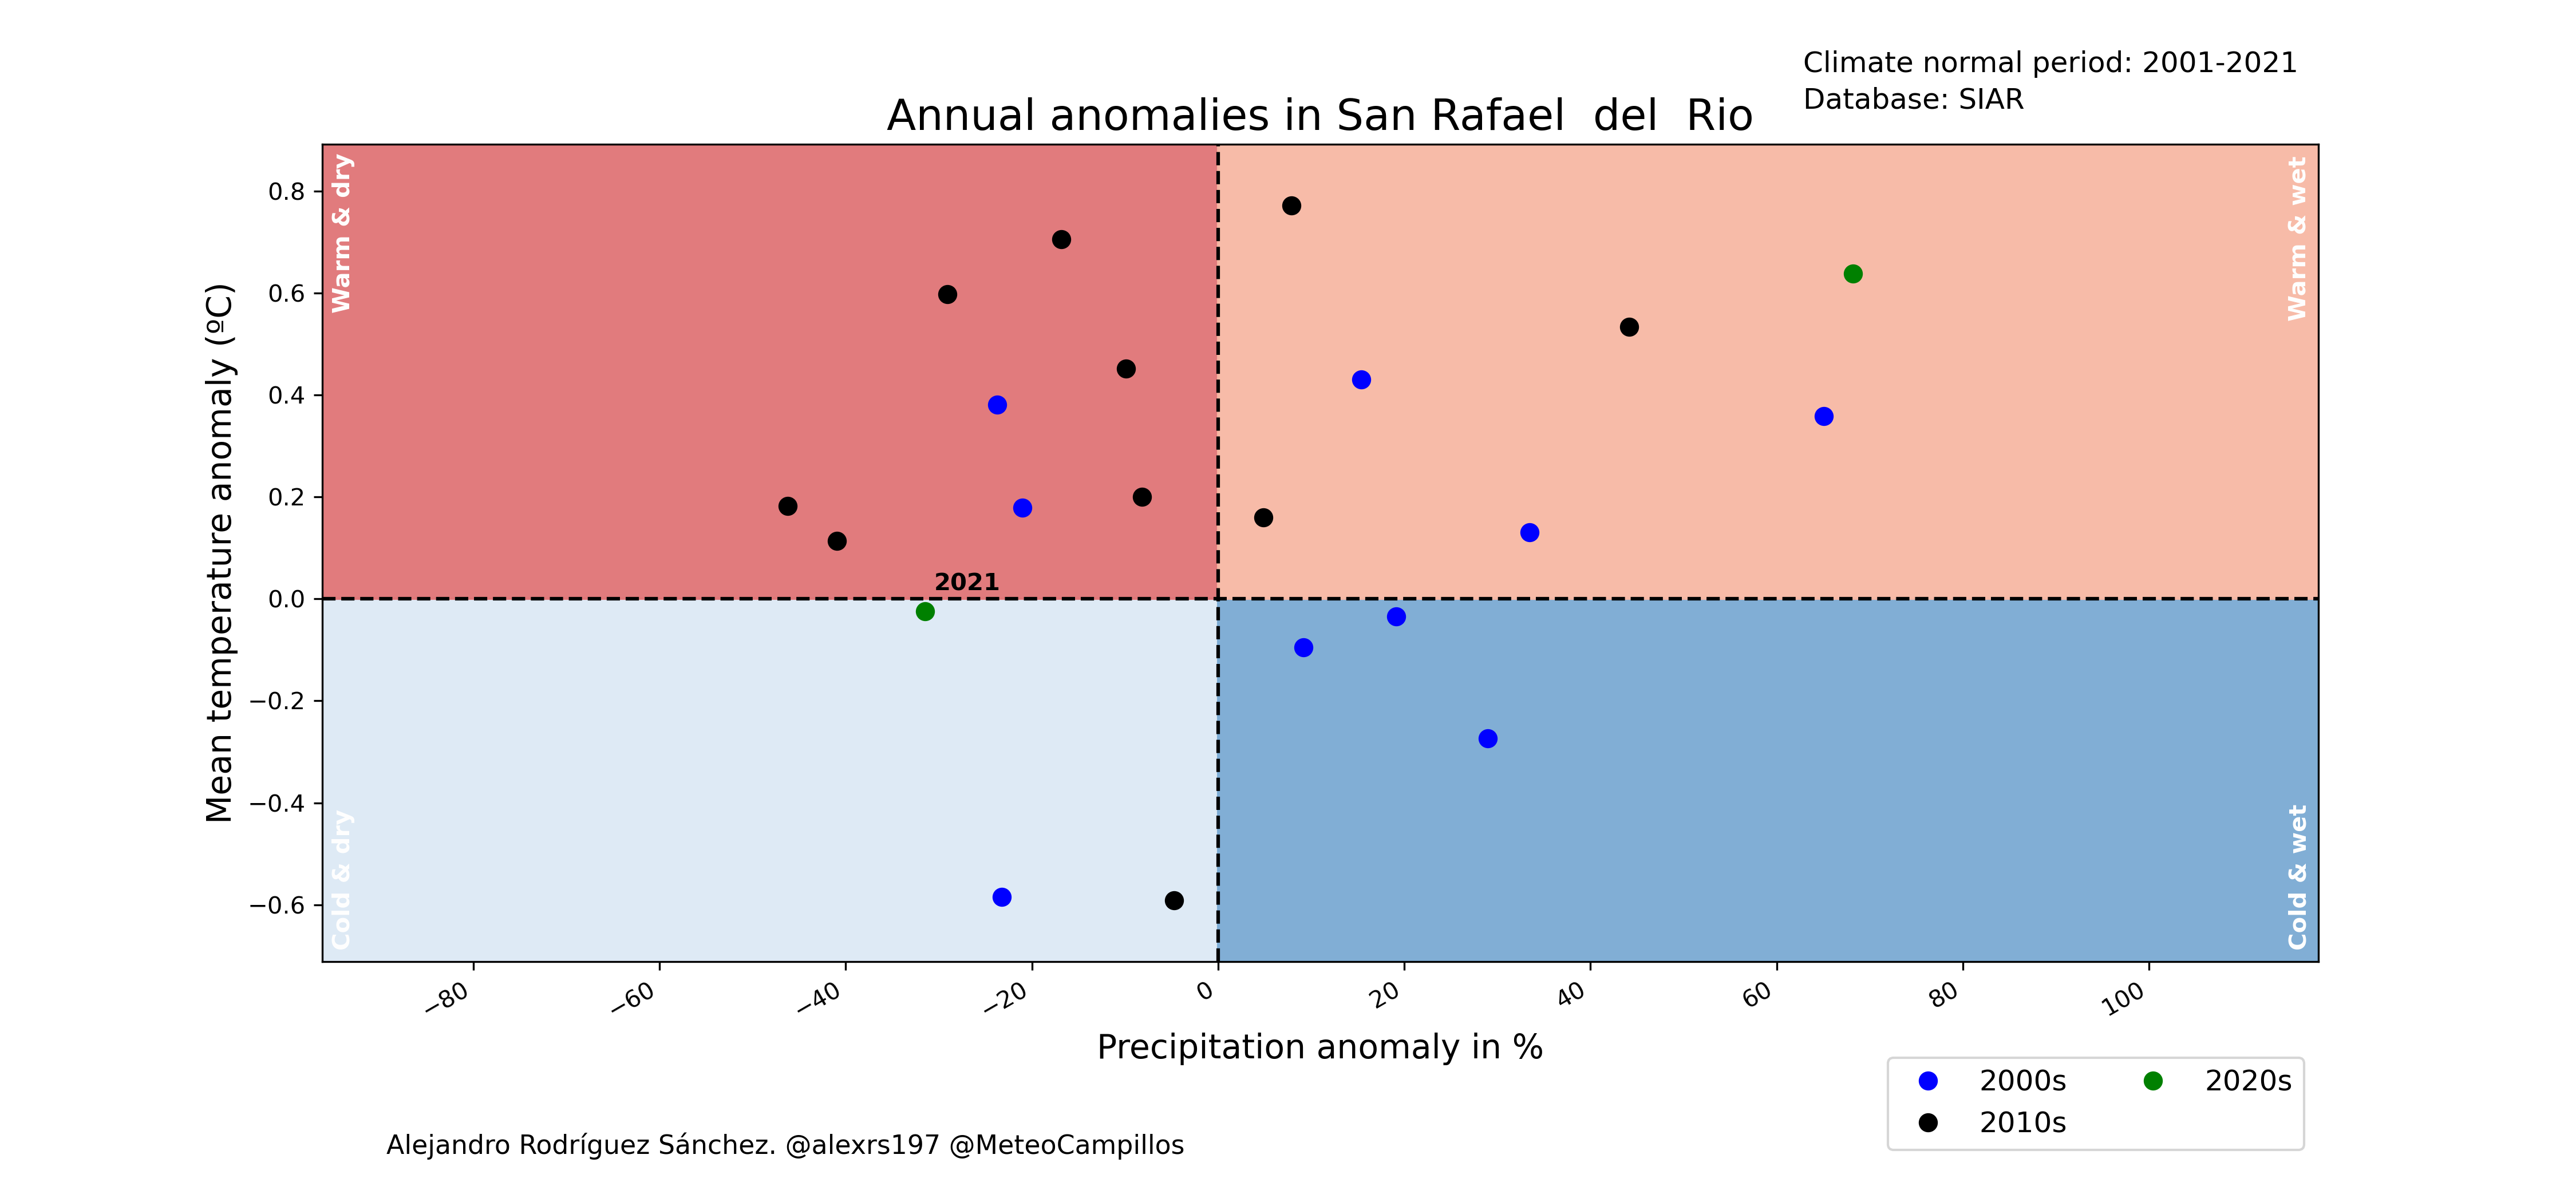 Climate normal period: 2001-2021
Database: SIAR
Annual anomalies in San Rafael  del  Rio
Warm & dry
Warm & wet
Mean temperature anomaly (ºC)
0.8
0.6
0.4
0.2
0.0
−0.2
−0.4
−0.6
2021
Cold & dry
Cold & wet
−80
−60
−40
−20
0
20
40
60
80
100
Precipitation anomaly in %
2000s
2020s
2010s
Alejandro Rodríguez Sánchez. @alexrs197 @MeteoCampillos